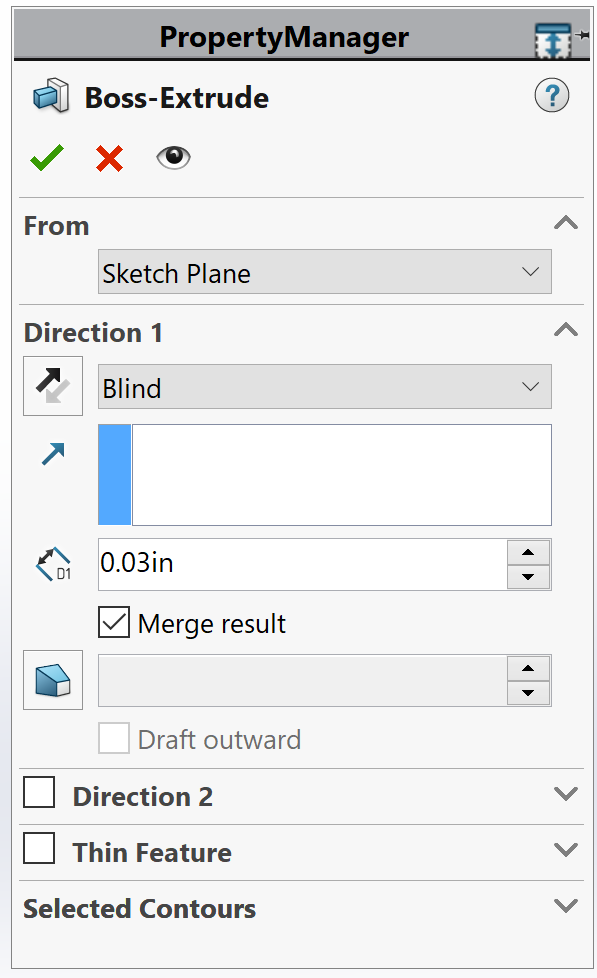 PropertyManager
Boss-Extrude
?
From
Sketch Plane
Direction 1
Blind
D1
0.03in
Merge result
Draft outward
Direction 2
Thin Feature
Selected Contours